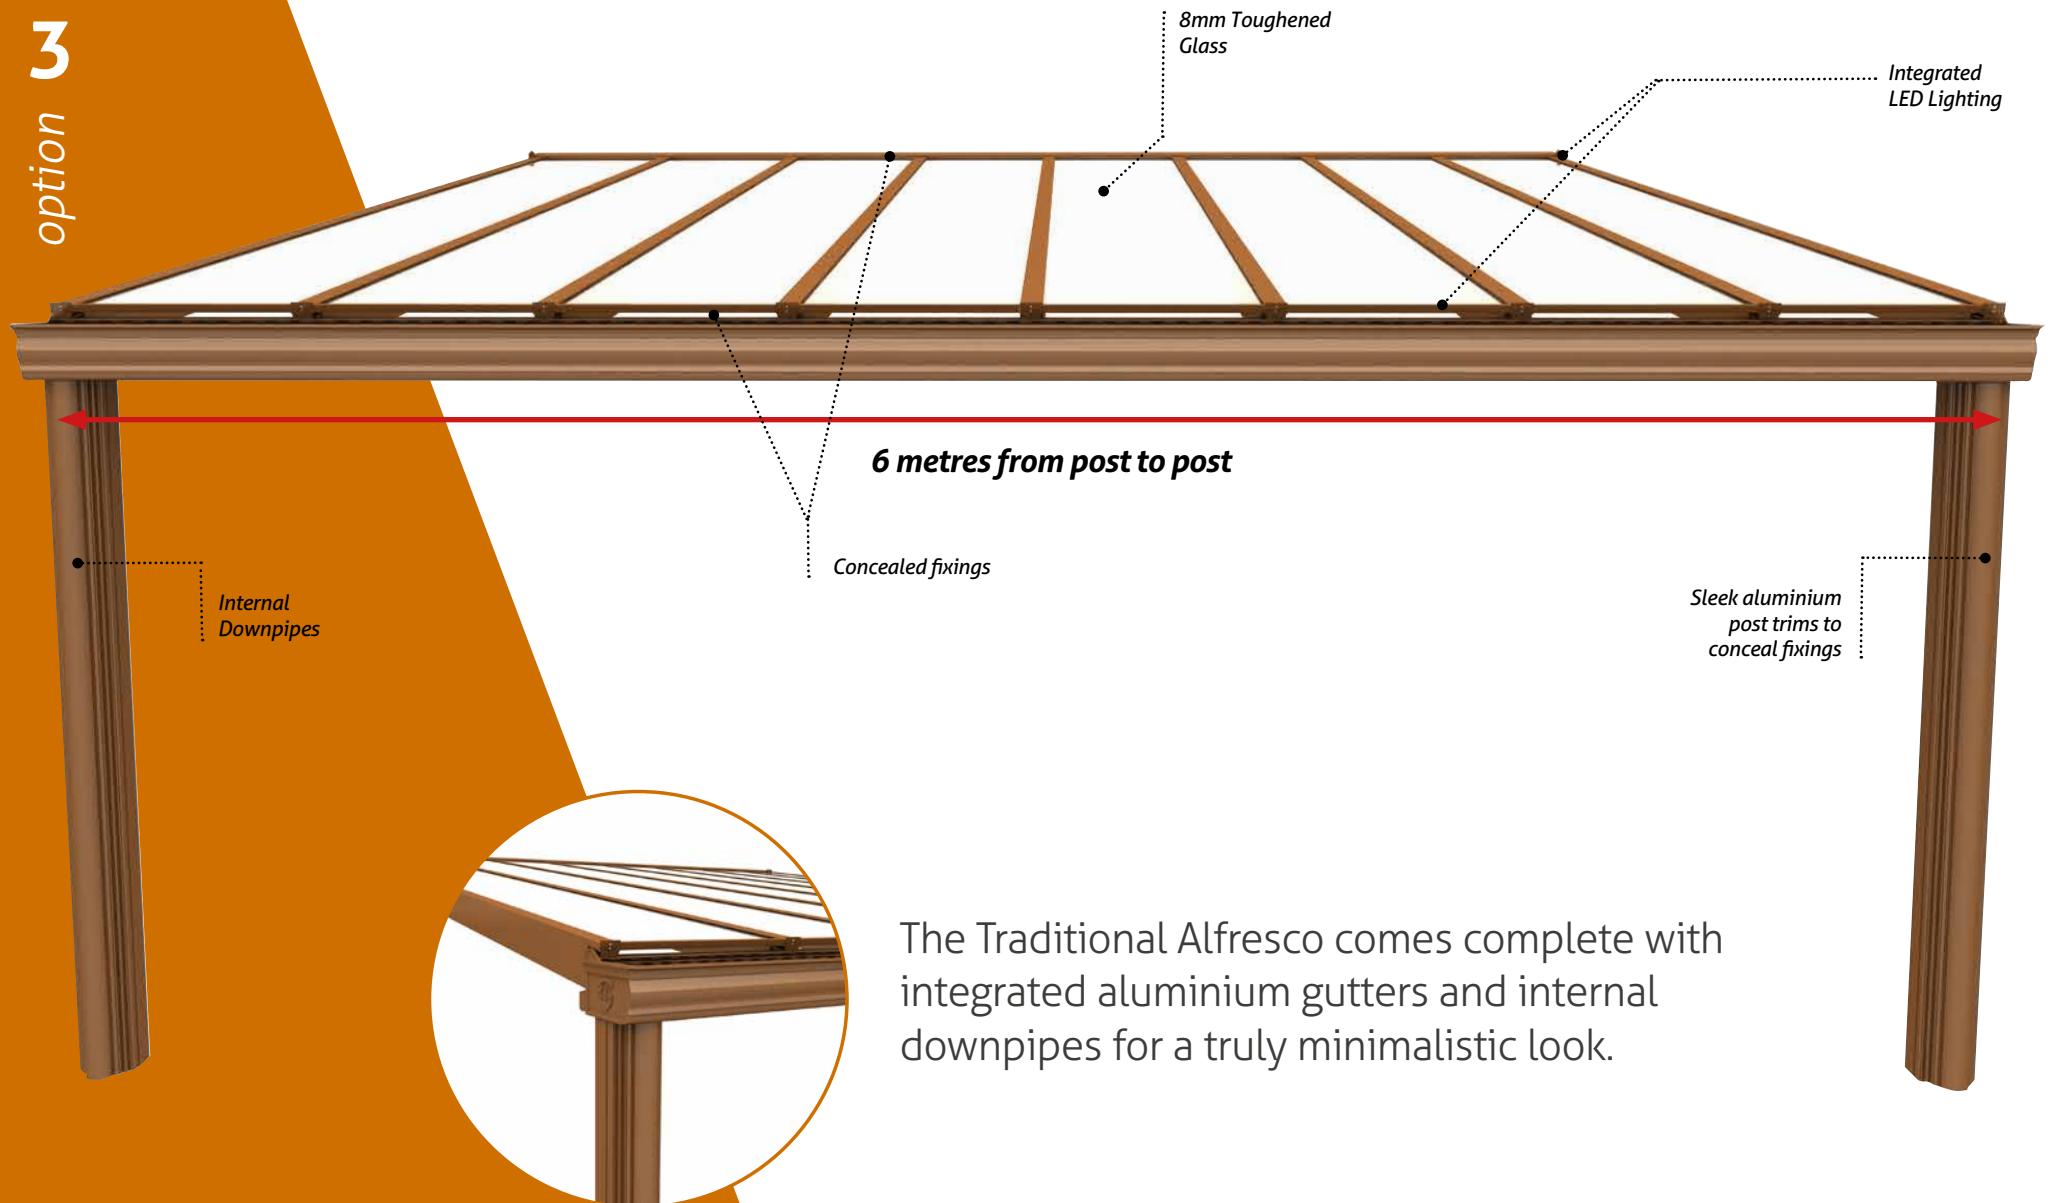 option 3
8mm Toughened
Glass
Integrated
LED Lighting
6 metres from post to post
Concealed fixings
Internal
Downpipes
Sleek aluminium
post trims to
conceal fixings
The Traditional Alfresco comes complete with
integrated aluminium gutters and internal
downpipes for a truly minimalistic look.